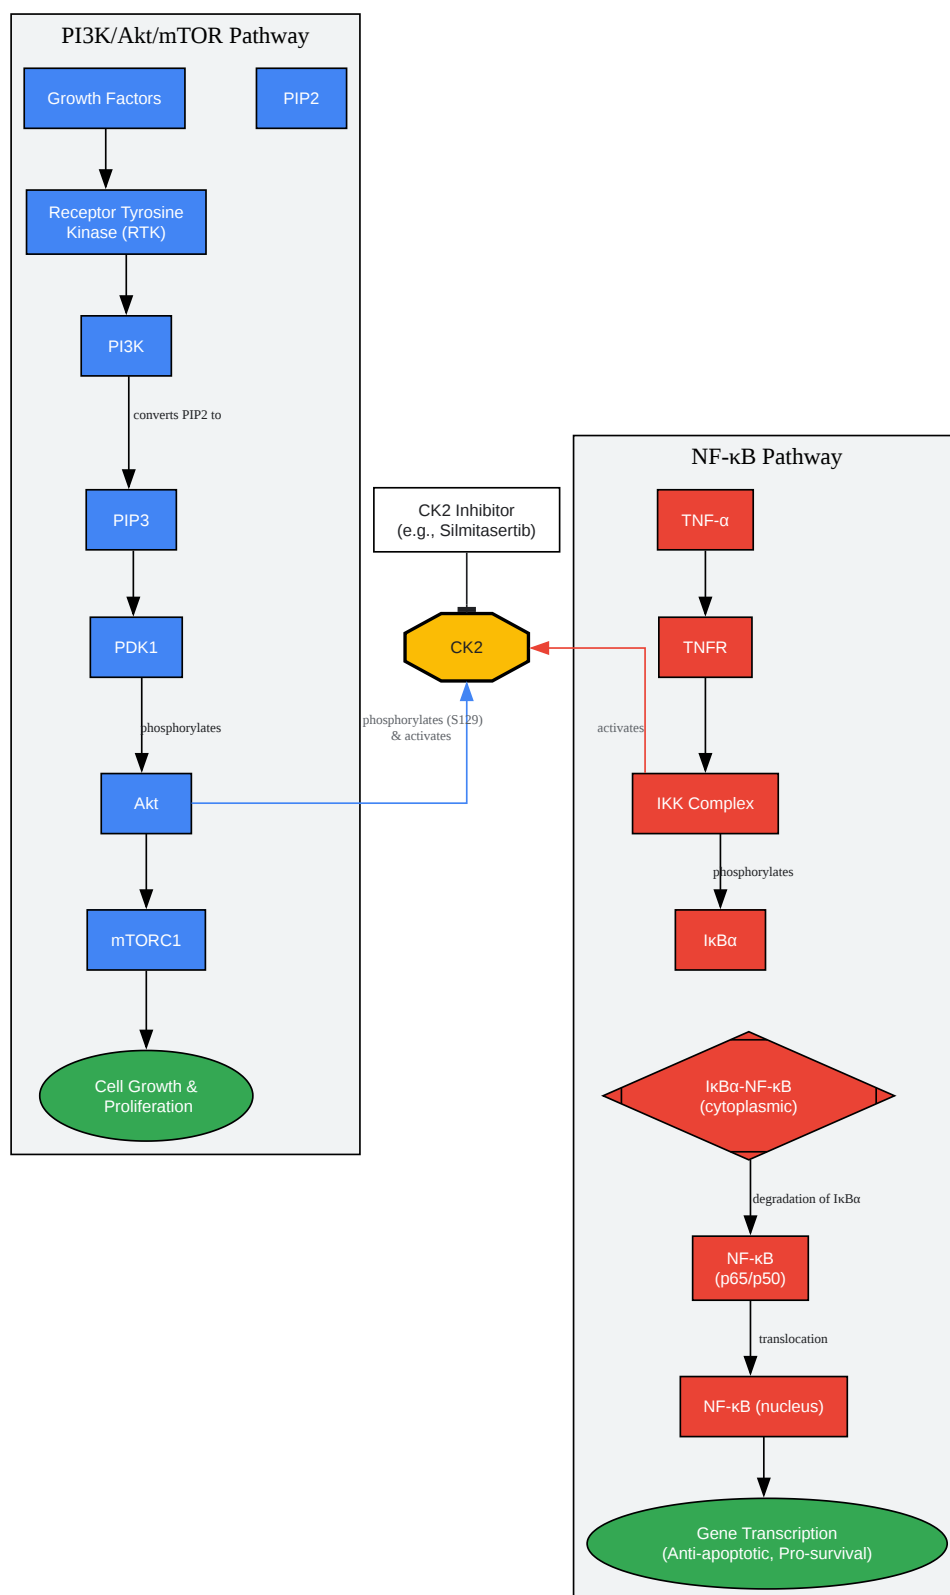 PI3K/Akt/mTOR Pathway
Growth Factors
PIP2
Receptor Tyrosine
Kinase (RTK)
PI3K
converts PIP2 to
PIP3
PDK1
phosphorylates
Akt
mTORC1
Cell Growth &
Proliferation
CK2 Inhibitor
(e.g., Silmitasertib)
CK2
phosphorylates (S129)
& activates
activates
NF-κB Pathway
TNF-α
TNFR
IKK Complex
phosphorylates
IκBα
IκBα-NF-κB
(cytoplasmic)
degradation of IκBα
NF-κB
(p65/p50)
translocation
NF-κB (nucleus)
Gene Transcription
(Anti-apoptotic, Pro-survival)